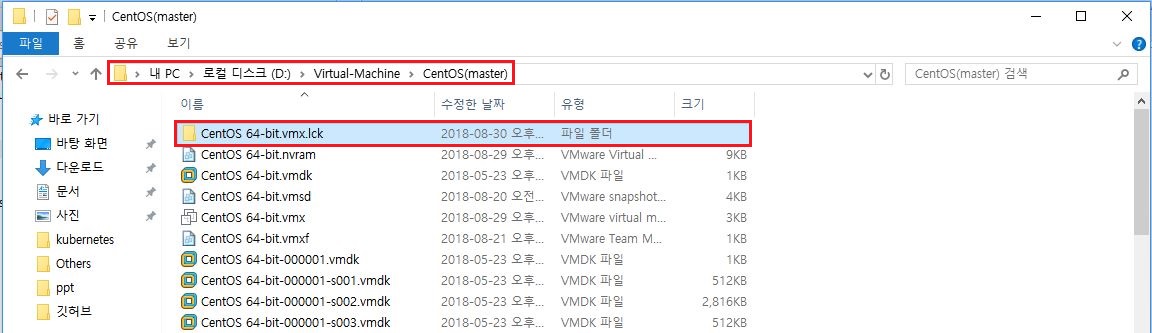 CentOS(master)
파일 홈 공유 보기
내 PC 로컬 디스크 (D:) Virtual-Machine CentOS(master) CentOS(master) 검색
이름 수정한 날짜 유형 크기
바로 가기
바탕 화면
다운로드
문서
사진
kubernetes
Others
ppt
깃허브
CentOS 64-bit.vmx.lck 2018-08-30 오후... 파일 폴더
CentOS 64-bit.nvram 2018-08-29 오후... VMware Virtual ... 9KB
CentOS 64-bit.vmdk 2018-05-23 오후... VMDK 파일 1KB
CentOS 64-bit.vmsd 2018-08-20 오전... VMware snapshot... 4KB
CentOS 64-bit.vmx 2018-08-29 오후... VMware virtual m... 3KB
CentOS 64-bit.vmxf 2018-08-21 오후... VMware Team M... 1KB
CentOS 64-bit-000001.vmdk 2018-05-23 오후... VMDK 파일 1KB
CentOS 64-bit-000001-s001.vmdk 2018-05-23 오후... VMDK 파일 512KB
CentOS 64-bit-000001-s002.vmdk 2018-05-23 오후... VMDK 파일 2,816KB
CentOS 64-bit-000001-s003.vmdk 2018-05-23 오후... VMDK 파일 512KB